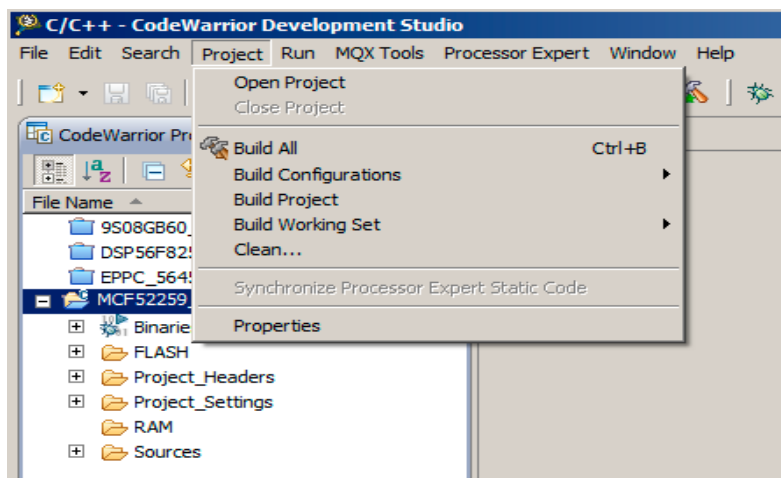 C/C++ - CodeWarrior Development Studio
File Edit Search Project Run MQX Tools Processor Expert Window Help
Open Project
Close Project
CodeWarrior
Build All Ctrl+B
Build Configurations
Build Project
Build Working Set
Clean...
Synchronize Processor Expert Static Code
Properties
File Name
9S08GB60_
DSP56F82
EPPC_564
MCF52259_
Binarie
FLASH
Project_Headers
Project_Settings
RAM
Sources